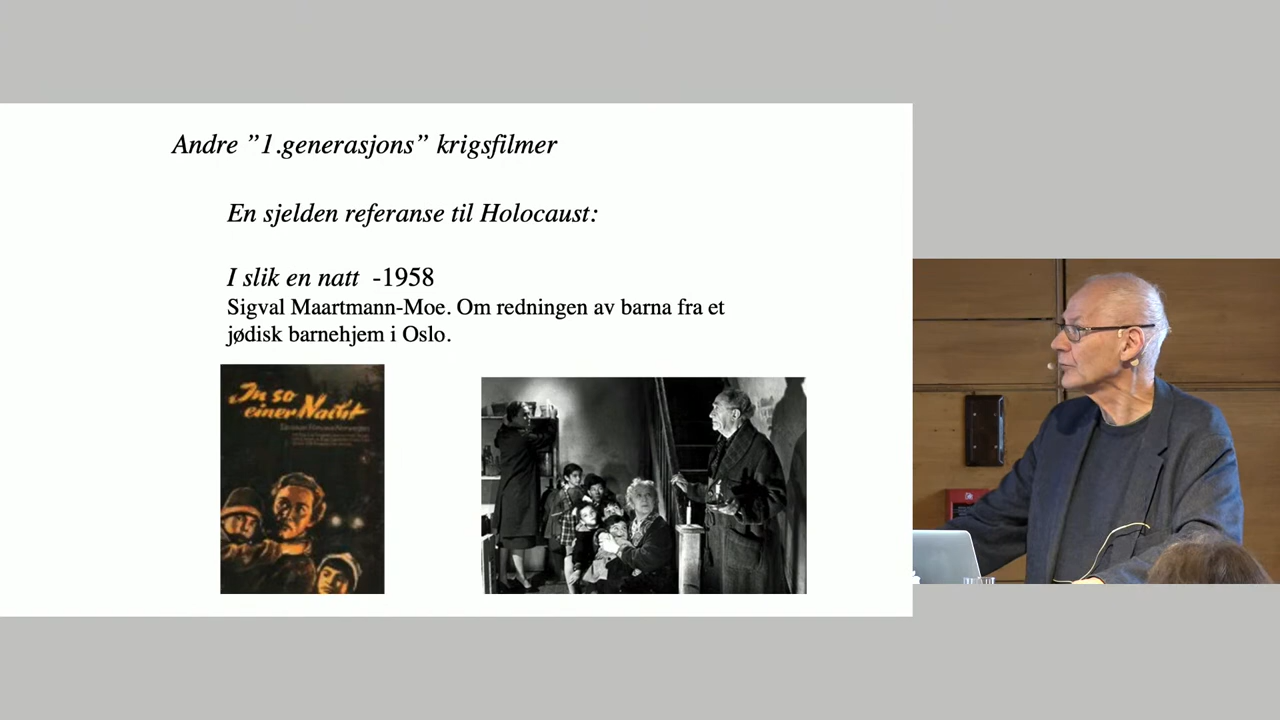 Andre ”1.generasjons” krigsfilmer
En sjelden referanse til Holocaust:
I slik en natt -1958
Sigval Maartmann-Moe. Om redningen av barna fra et
jødisk barnehjem i Oslo.
In so
einer Nacht